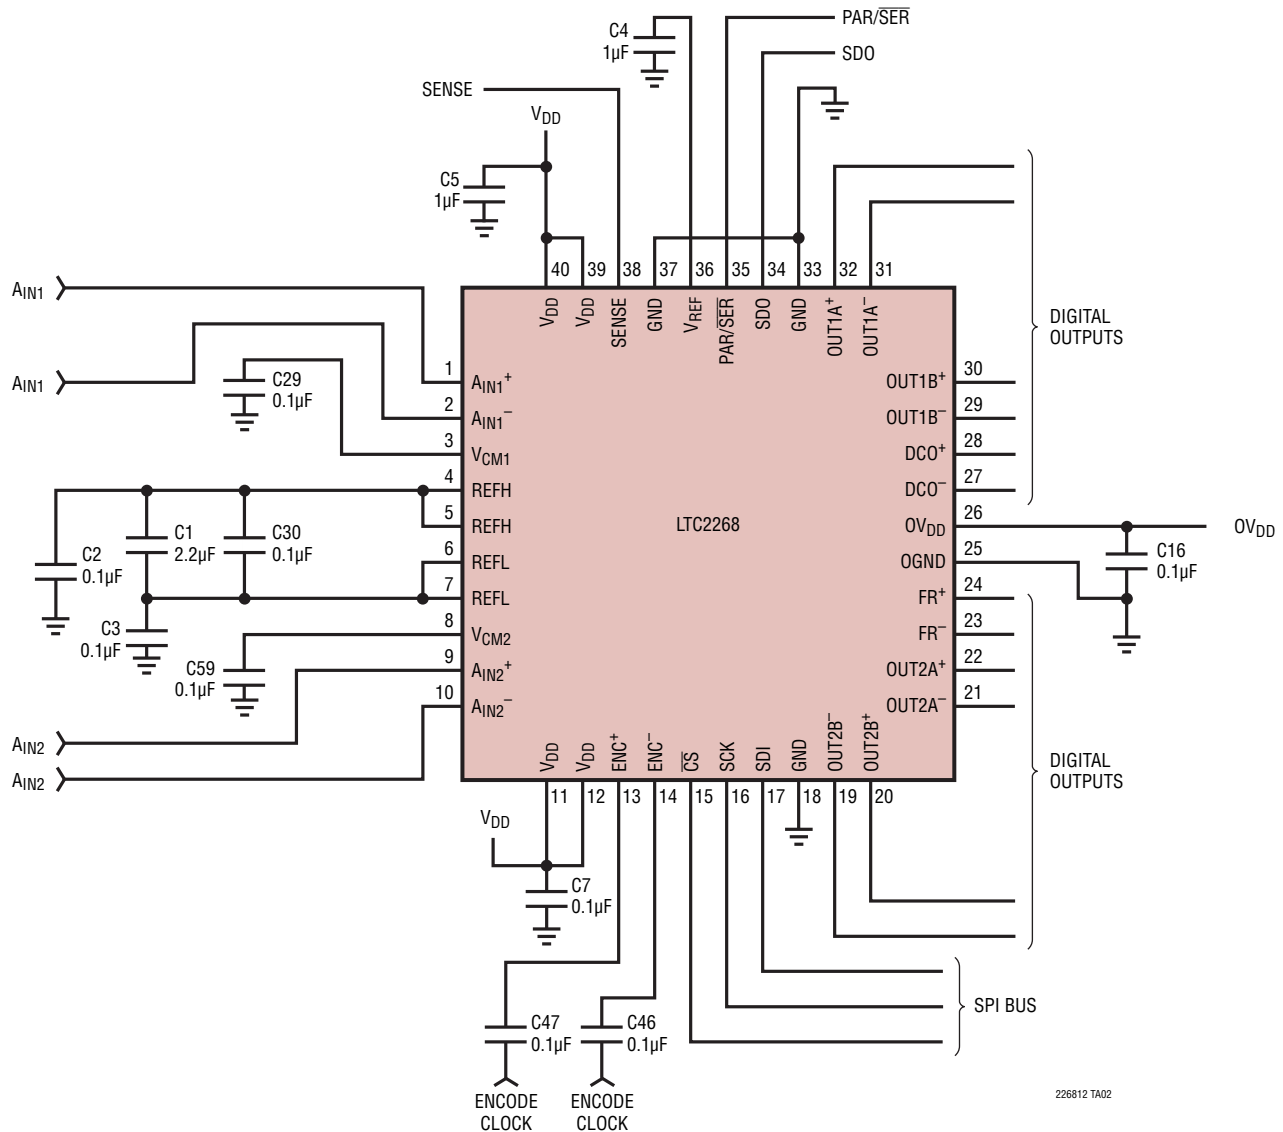 C4
1µF
PAR/SER
SDO
SENSE
VDD
C5
1µF
40 39 38 37 36 35 34 33 32 31
VDD VDD SENSE GND VREF PAR/SER SDO GND OUT1A+ OUT1A–
AIN1
AIN1
C29
0.1µF
1 AIN1+
2 AIN1–
3 VCM1
4 REFH
5 REFH
6 REFL
7 REFL
8 VCM2
9 AIN2+
10 AIN2–
C2
0.1µF
C1
2.2µF
C30
0.1µF
C3
0.1µF
C59
0.1µF
AIN2
AIN2
LTC2268
DIGITAL
OUTPUTS
OUT1B+ 30
OUT1B– 29
DCO+ 28
DCO– 27
OVDD 26
OGND 25
FR+ 24
FR– 23
OUT2A+ 22
OUT2A– 21
OVDD
C16
0.1µF
DIGITAL
OUTPUTS
VDD VDD ENC+ ENC– CS SCK SDI GND OUT2B– OUT2B+
11 12 13 14 15 16 17 18 19 20
VDD
C7
0.1µF
C47
0.1µF
C46
0.1µF
SPI BUS
ENCODE
CLOCK
ENCODE
CLOCK
226812 TA02